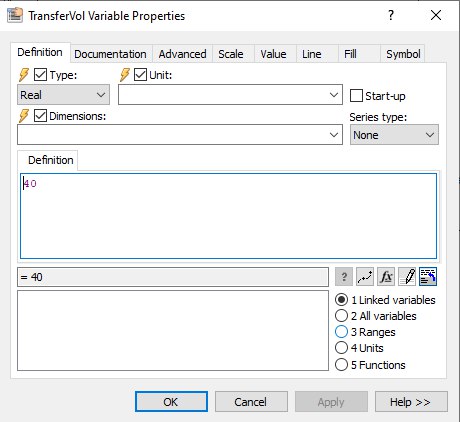 TransferVol Variable Properties
Definition Documentation Advanced Scale Value Line Fill Symbol
Type: Unit:
Real Start-up
Dimensions: Series type:
None
Definition
40
= 40 ? fx
1 Linked variables
2 All variables
3 Ranges
4 Units
5 Functions
OK Cancel Apply Help >>